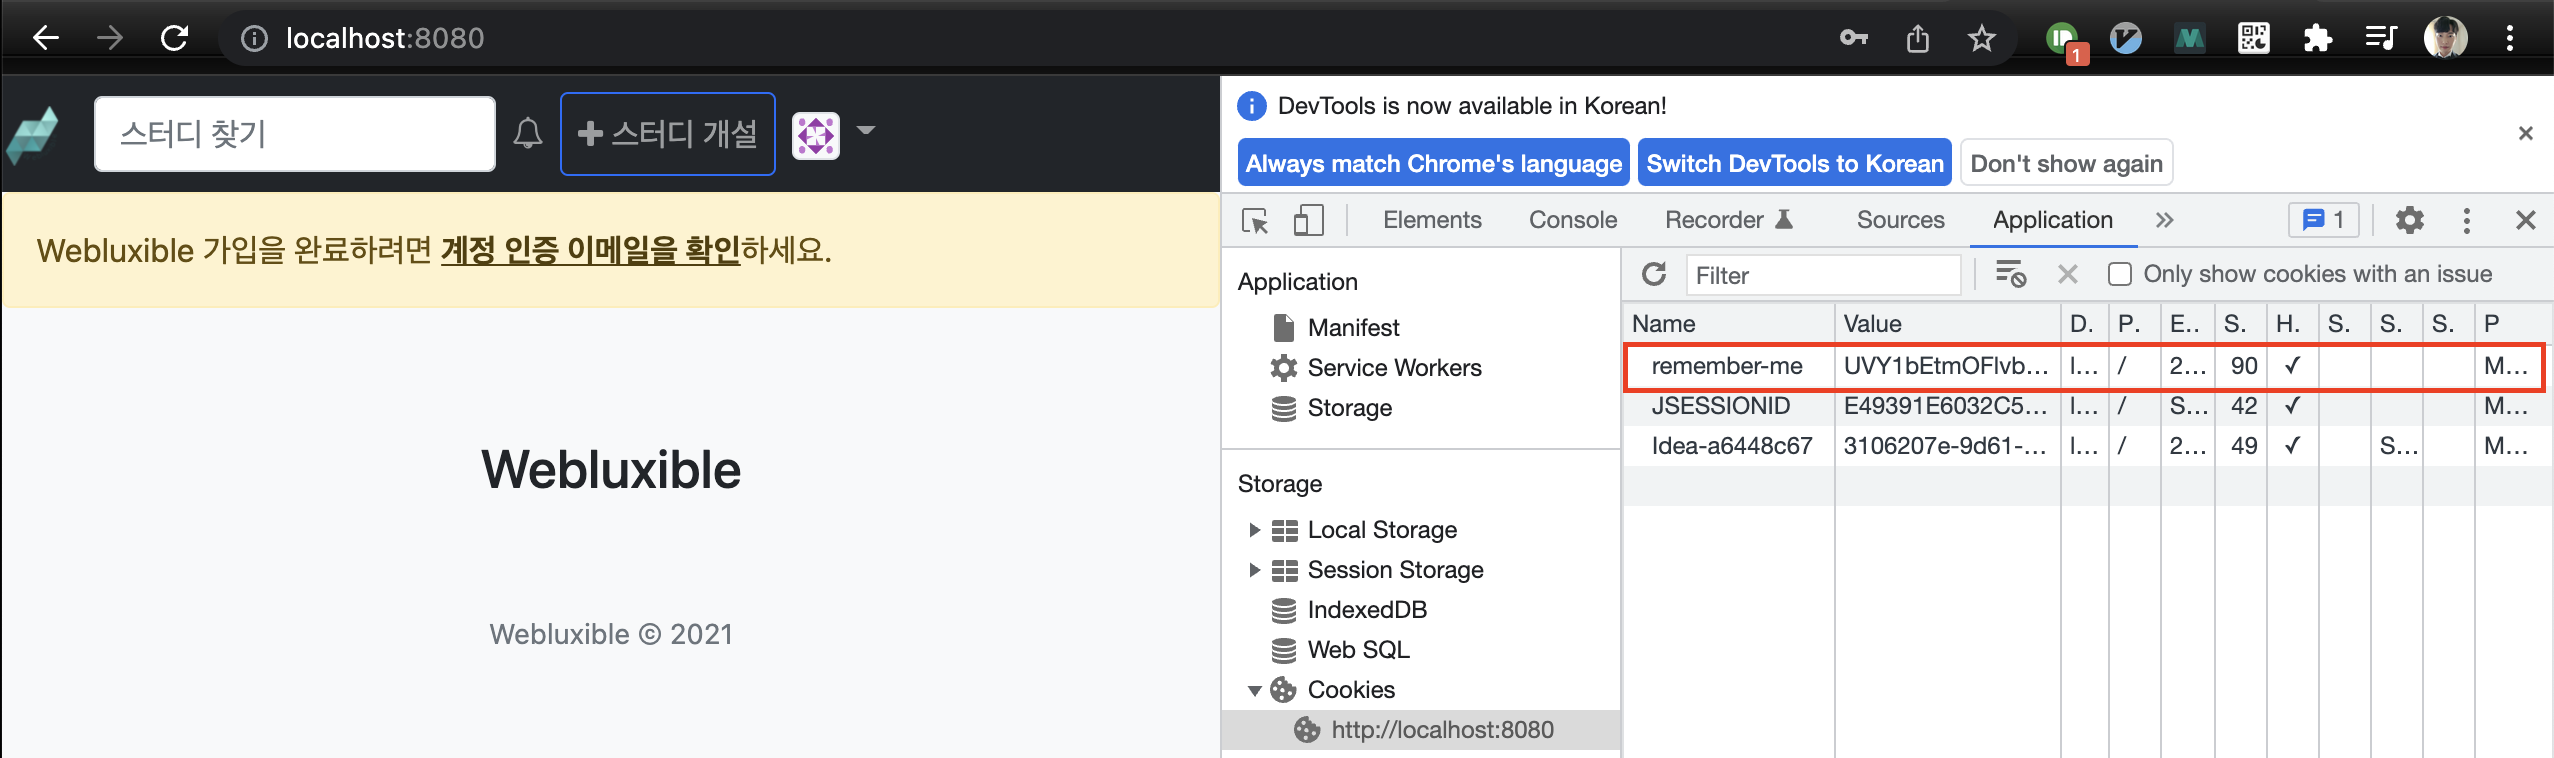 localhost:8080
1
스터디 찾기
스터디 개설
DevTools is now available in Korean!
Always match Chrome's language
Switch DevTools to Korean
Don't show again
Webluxible 가입을 완료하려면 계정 인증 이메일을 확인하세요.
Webluxible
Webluxible © 2021
Elements Console Recorder Sources Application 1
Application
Manifest
Service Workers
Storage
Storage
Local Storage
Session Storage
IndexedDB
Web SQL
Cookies
http://localhost:8080
Filter Only show cookies with an issue
Name Value D. P. E.. S. H. S. S. S. P
remember-me UVY1bEtmOFlvb... l... / 2... 90 ✓ M...
JSESSIONID E49391E6032C5... l... / S... 42 ✓ M...
Idea-a6448c67 3106207e-9d61-... l... / 2... 49 ✓ S... M...